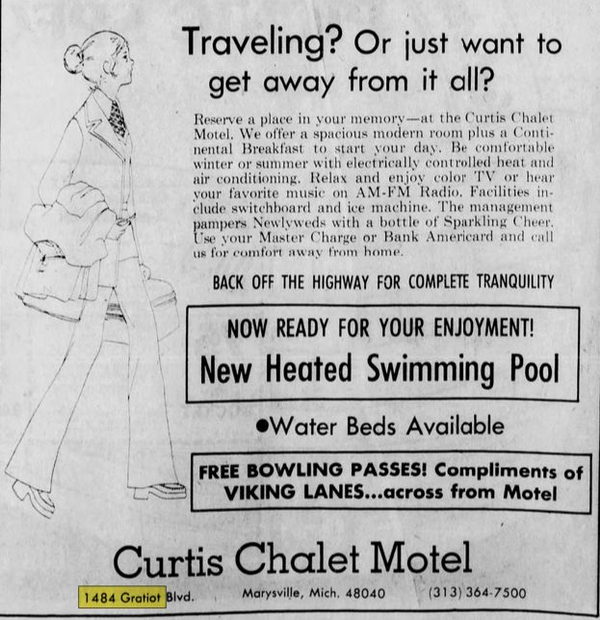 Traveling? Or just want to
get away from it all?
Reserve a place in your memory—at the Curtis Chalet
Motel. We offer a spacious modern room plus a Conti-
nental Breakfast to start your day. Be comfortable
winter or summer with electrically controlled heat and
air conditioning. Relax and enjoy color TV or hear
your favorite music on AM-FM Radio. Facilities in-
clude switchboard and ice machine. The management
pampers Newlyweds with a bottle of Sparkling Cheer.
Use your Master Charge or Bank Americard and call
us for comfort away from home.
BACK OFF THE HIGHWAY FOR COMPLETE TRANQUILITY
NOW READY FOR YOUR ENJOYMENT!
New Heated Swimming Pool
●Water Beds Available
FREE BOWLING PASSES! Compliments of
VIKING LANES...across from Motel
Curtis Chalet Motel
1484 Gratiot Blvd. Marysville, Mich. 48040 (313) 364-7500